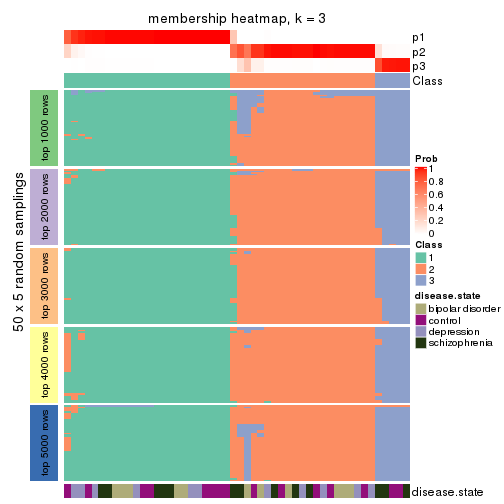 membership heatmap, k = 3
p1
p2
p3
Class
50 x 5 random samplings
top 1000 rows
top 2000 rows
top 3000 rows
top 4000 rows
top 5000 rows
Prob
1
0.8
0.6
0.4
0.2
0
Class
1
2
3
disease.state
bipolar disorder
control
depression
schizophrenia
disease.state